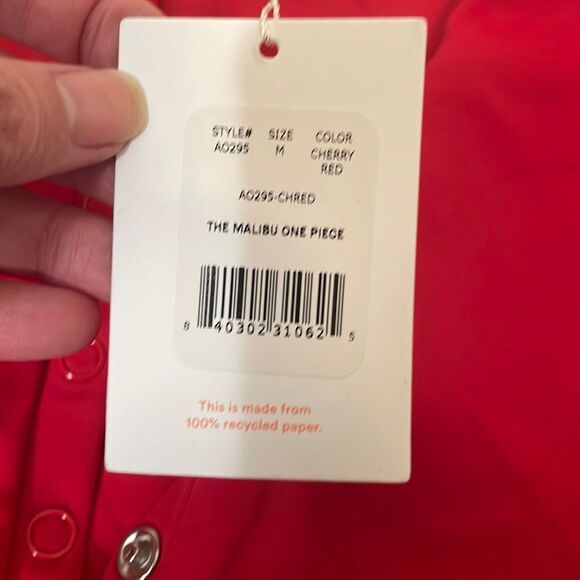 STYLE# SIZE COLOR
AO295 M CHERRY
RED
AO295-CHRED
THE MALIBU ONE PIECE
8 40302 31062 5
This is made from
100% recycled paper.